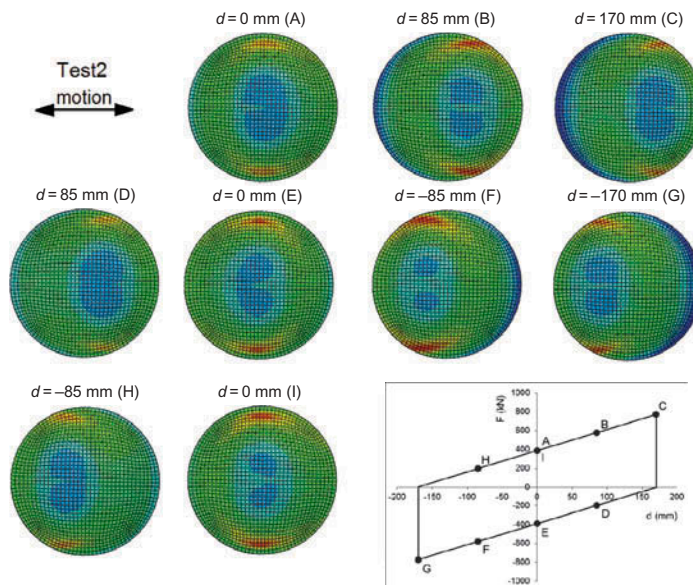 d = 0 mm (A)
d = 85 mm (B)
d = 170 mm (C)
Test2
motion
d = 85 mm (D)
d = 0 mm (E)
d = –85 mm (F)
d = –170 mm (G)
d = –85 mm (H)
d = 0 mm (I)
F (kN)
1000
800
600
400
200
0
-200
-400
-600
-800
-1000
-200
-150
-100
-50
0
50
100
150
200
d (mm)
A
B
C
D
E
F
G
H
I